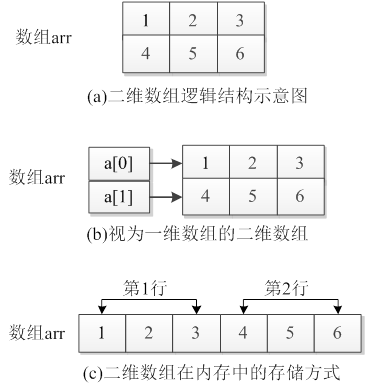 数组arr
1 2 3
4 5 6
(a)二维数组逻辑结构示意图
数组arr
a[0] 1 2 3
a[1] 4 5 6
(b)视为一维数组的二维数组
第1行 第2行
数组arr 1 2 3 4 5 6
(c)二维数组在内存中的存储方式